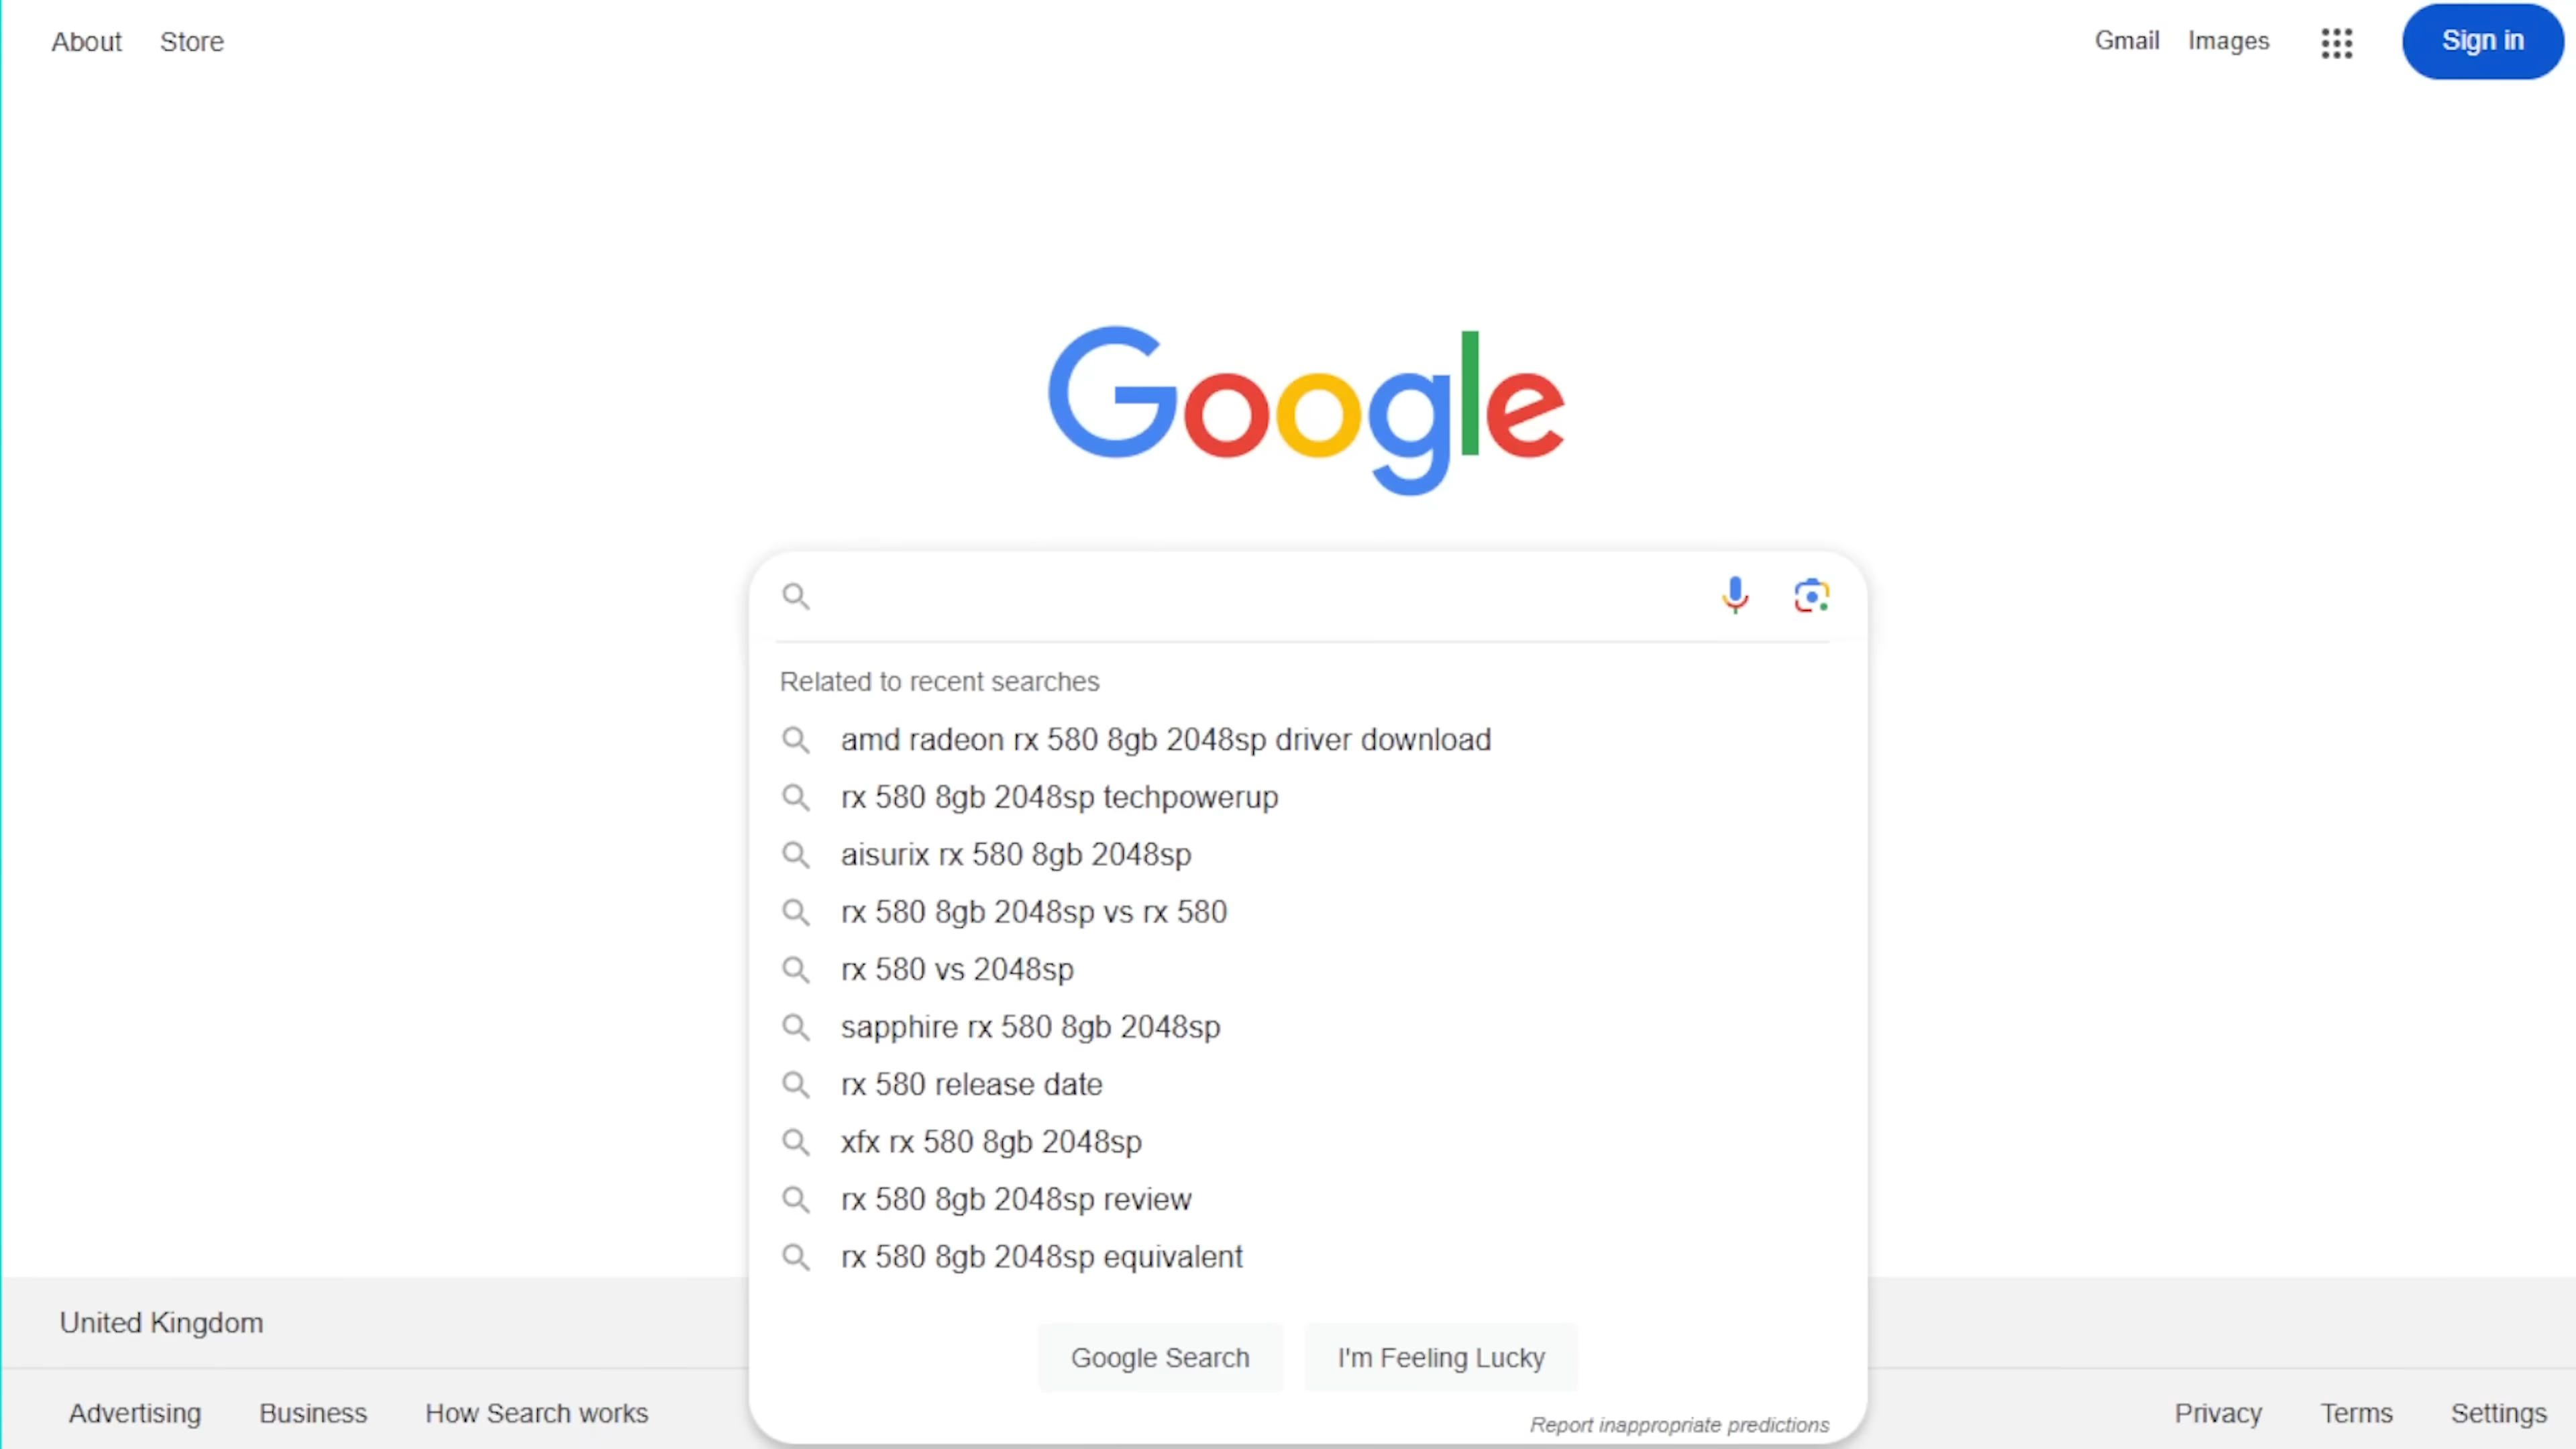 About Store Gmail Images Sign in
Google
Related to recent searches
amd radeon rx 580 8gb 2048sp driver download
rx 580 8gb 2048sp techpowerup
aisurix rx 580 8gb 2048sp
rx 580 8gb 2048sp vs rx 580
rx 580 vs 2048sp
sapphire rx 580 8gb 2048sp
rx 580 release date
xfx rx 580 8gb 2048sp
rx 580 8gb 2048sp review
rx 580 8gb 2048sp equivalent
United Kingdom
Google Search I'm Feeling Lucky
Advertising Business How Search works Privacy Terms Settings
Report inappropriate predictions